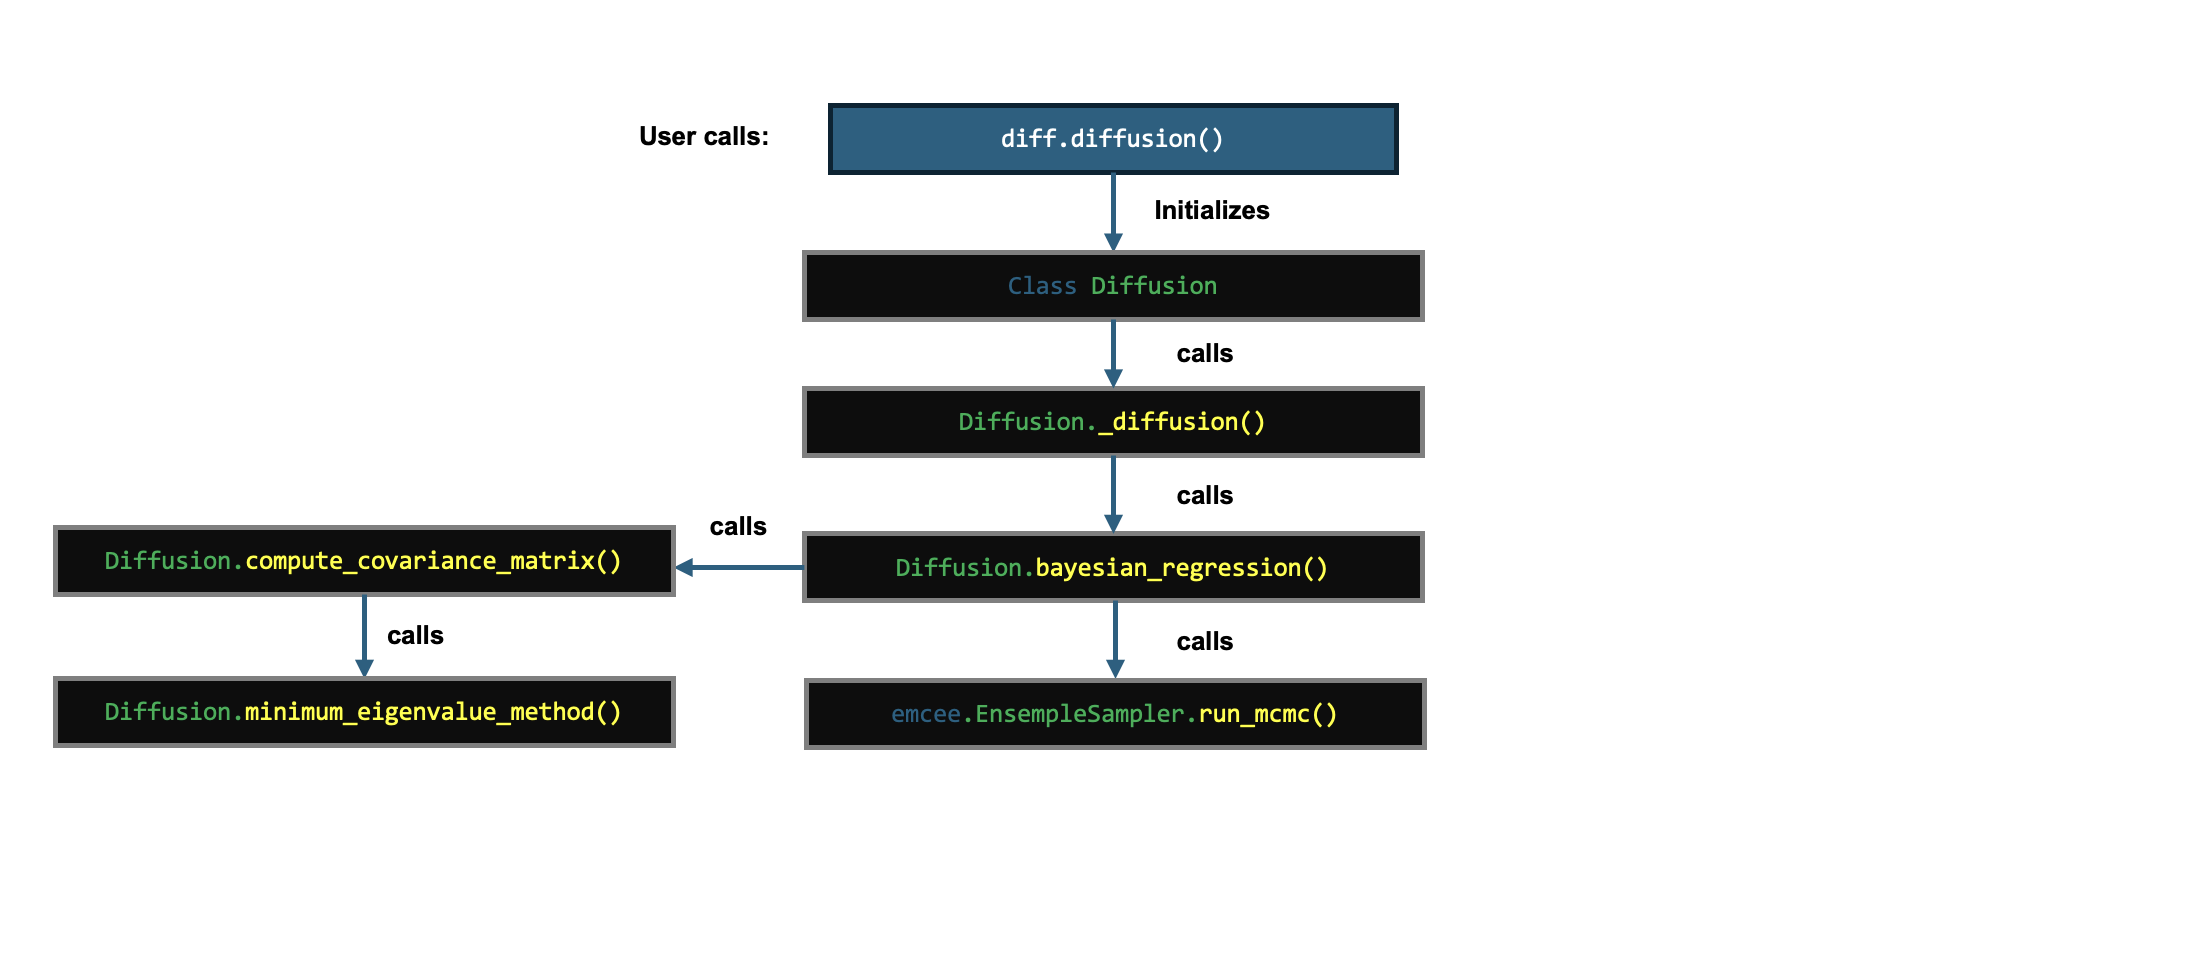 User calls:
diff.diffusion()
Initializes
Class Diffusion
calls
Diffusion._diffusion()
calls
calls
Diffusion.compute_covariance_matrix()
Diffusion.bayesian_regression()
calls
calls
Diffusion.minimum_eigenvalue_method()
emcee.EnsempleSampler.run_mcmc()